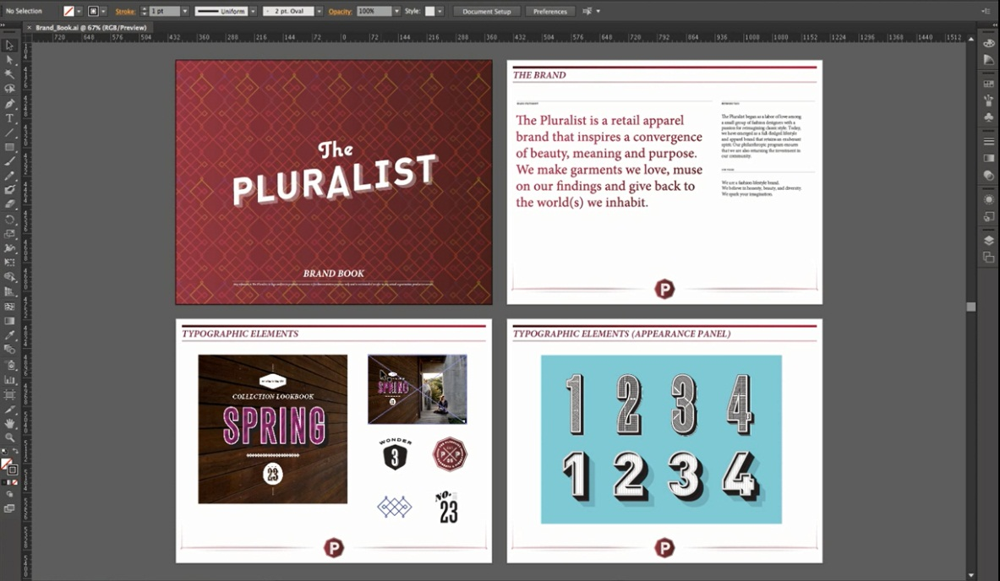 No Selection
Stroke:
1 pt
Uniform
2 pt. Oval
Opacity:
100%
Style:
Document Setup
Preferences
× Brand_Book.ai @ 67% (RGB/Preview)
720 648 576 504 432 360 288 216 144 72 0 72 144 216 288 360 432 504 576 648 720 792 864 936 1008 1080 1152 1224 1296 1368 1440 1512
The
PLURALIST
BRAND BOOK
THE BRAND
The Pluralist is a retail apparel
brand that inspires a convergence
of beauty, meaning and purpose.
We make garments we love, muse
on our findings and give back to
the world(s) we inhabit.
The Pluralist began as a labor of love among
a small group of fashion designers with a
passion for reimagining classic style. Today,
we have emerged as a full-fledged lifestyle
and apparel brand that retains an exuberant
spirit. Our philanthropic program ensures
that we are also returning the investment in
our community.
We are a fashion lifestyle brand.
We believe in honesty, beauty, and diversity.
We spark your imagination.
P
TYPOGRAPHIC ELEMENTS
COLLECTION LOOKBOOK
SPRING
23
SPRING
23
WONDER
3
P P
NO.
23
P
TYPOGRAPHIC ELEMENTS (APPEARANCE PANEL)
1 2 3 4
1 2 3 4
P